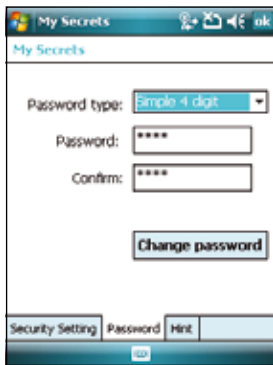 My Secrets
ok
My Secrets
Password type: Simple 4 digit
Password: ****
Confirm: ****
Change password
Security Setting Password Hint